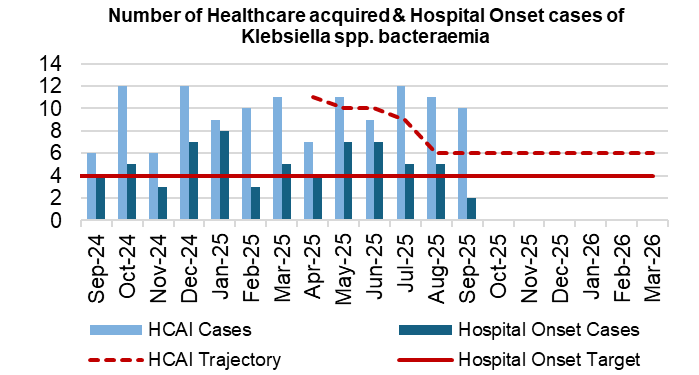 Number of Healthcare acquired & Hospital Onset cases of
Klebsiella spp. bacteraemia
14
12
10
8
6
4
2
0
Sep-24
Oct-24
Nov-24
Dec-24
Jan-25
Feb-25
Mar-25
Apr-25
May-25
Jun-25
Jul-25
Aug-25
Sep-25
Oct-25
Nov-25
Dec-25
Jan-26
Feb-26
Mar-26
HCAI Cases
Hospital Onset Cases
HCAI Trajectory
Hospital Onset Target